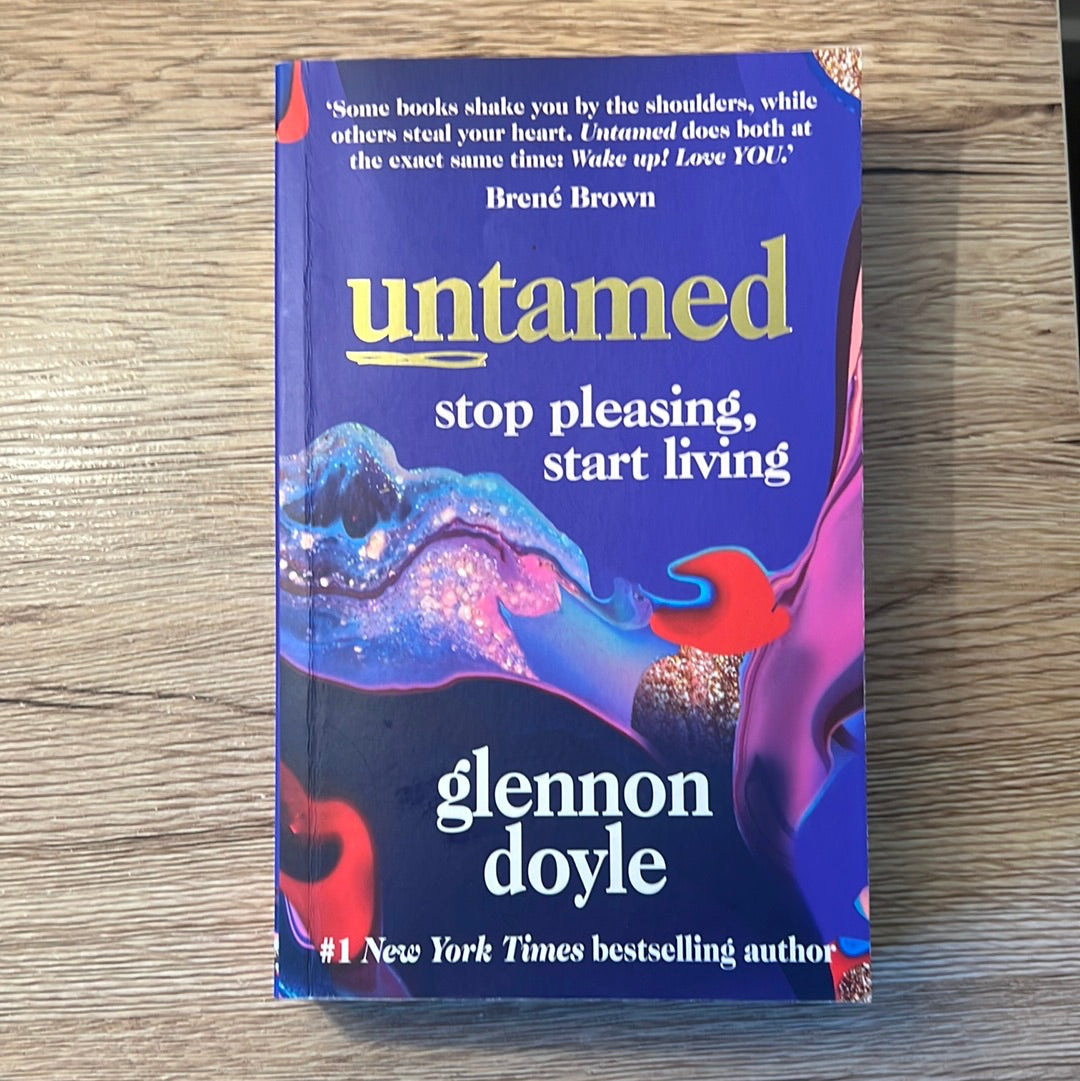 ‘Some books shake you by the shoulders, while
others steal your heart. Untamed does both at
the exact same time: Wake up! Love YOU.’
Brené Brown
untamed
stop pleasing,
start living
glennon
doyle
#1 New York Times bestselling author